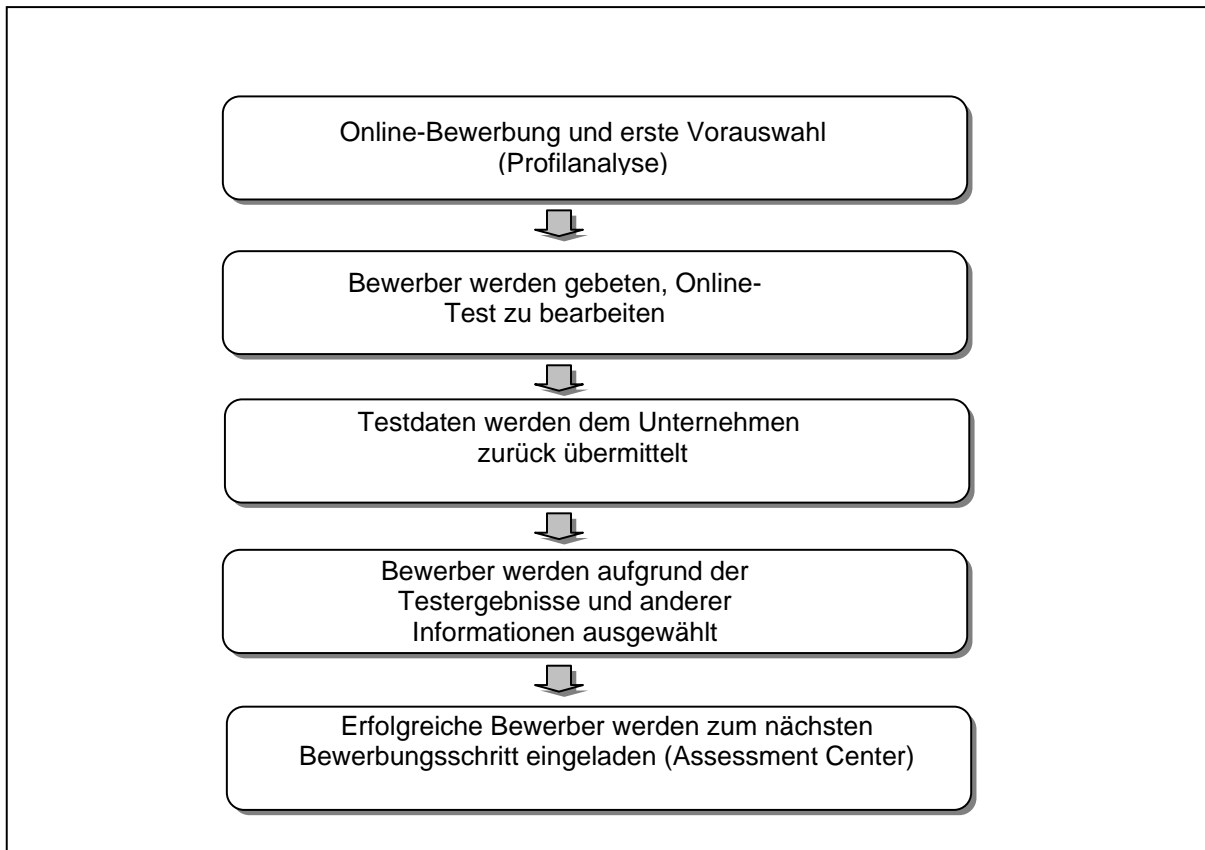 Online-Bewerbung und erste Vorauswahl
(Profilanalyse)
Bewerber werden gebeten, Online-
Test zu bearbeiten
Testdaten werden dem Unternehmen
zurück übermittelt
Bewerber werden aufgrund der
Testergebnisse und anderer
Informationen ausgewählt
Erfolgreiche Bewerber werden zum nächsten
Bewerbungsschritt eingeladen (Assessment Center)